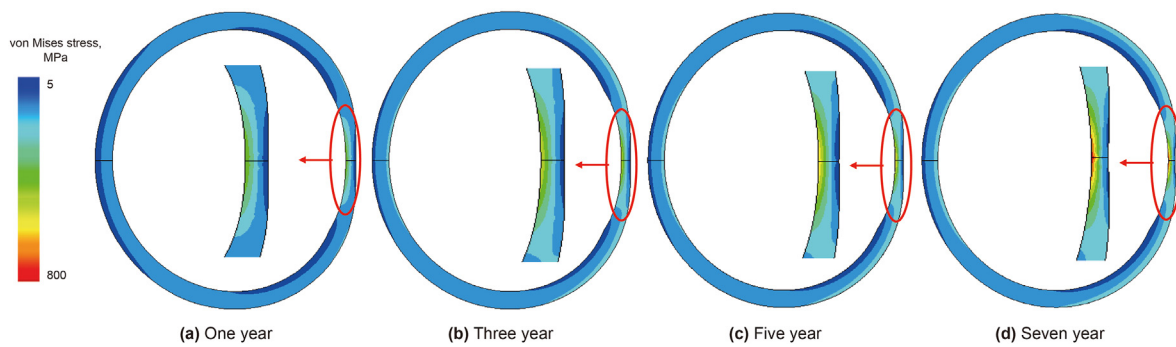 von Mises stress,
MPa
5
800
(a) One year
(b) Three year
(c) Five year
(d) Seven year